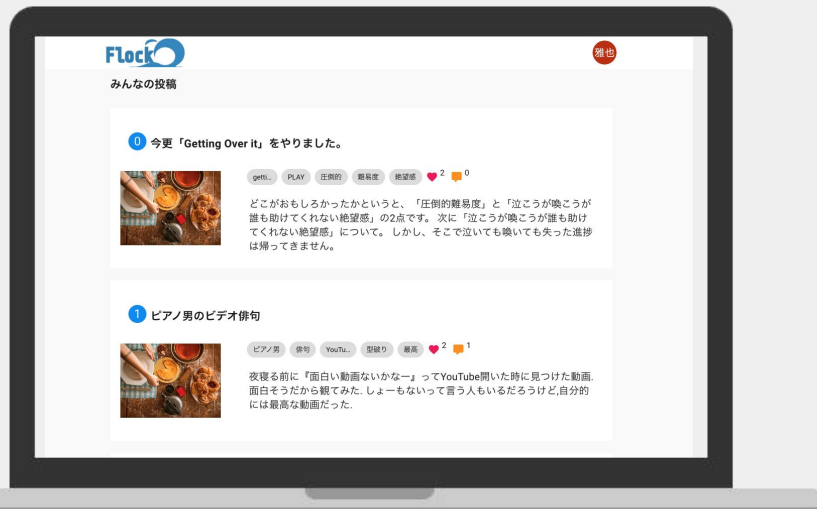 Flock
雅也
みんなの投稿
0 今更「Getting Over it」をやりました。
getti.. PLAY 圧倒的 難易度 絶望感 2 0
どこがおもしろかったかというと、「圧倒的難易度」と「泣こうが喚こうが
誰も助けてくれない絶望感」の2点です。 次に「泣こうが喚こうが誰も助け
てくれない絶望感」について。 しかし、そこで泣いても喚いても失った進捗
は帰ってきません。
1 ピアノ男のビデオ俳句
ピアノ男 俳句 YouTu.. 型破り 最高 2 1
夜寝る前に『面白い動画ないかなー』ってYouTube開いた時に見つけた動画.
面白そうだから観てみた. しょーもないって言う人もいるだろうけど,自分的
には最高な動画だった.